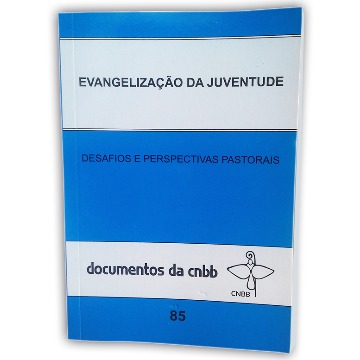 EVANGELIZAÇÃO DA JUVENTUDE
DESAFIOS E PERSPECTIVAS PASTORAIS
documentos da cnbb
CNBB
85